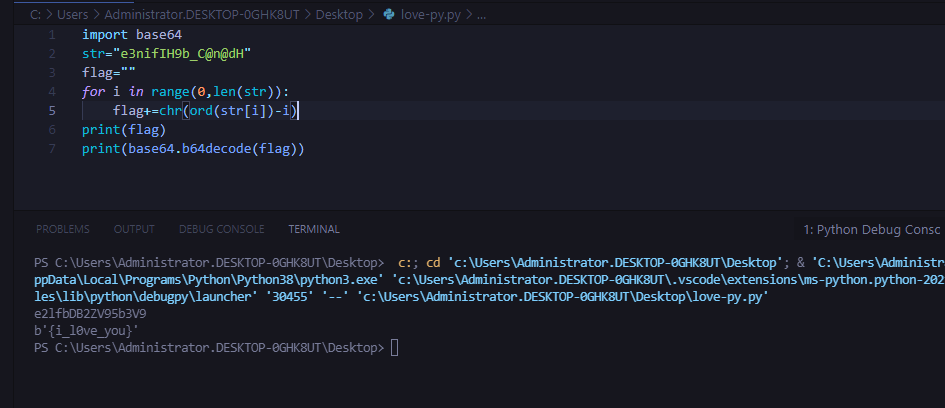 C: > Users > Administrator.DESKTOP-0GHK8UT > Desktop > love-py.py > ...
1 import base64
2 str="e3nifIH9b_C@n@dH"
3 flag=""
4 for i in range(0,len(str)):
5     flag+=chr(ord(str[i])-i)
6 print(flag)
7 print(base64.b64decode(flag))
PROBLEMS OUTPUT DEBUG CONSOLE TERMINAL 1: Python Debug Consc
PS C:\Users\Administrator.DESKTOP-0GHK8UT\Desktop>  c:; cd 'c:\Users\Administrator.DESKTOP-0GHK8UT\Desktop'; & 'C:\Administr
ppData\Local\Programs\Python\Python38\python3.exe' 'c:\Users\Administrator.DESKTOP-0GHK8UT\.vscode\extensions\ms-python.python-202
les\lib\python\debugpy\launcher' '30455' '--' 'c:\Users\Administrator.DESKTOP-0GHK8UT\Desktop\love-py.py'
e2lfbDB2ZV95b3V9
b'{i_l0ve_you}'
PS C:\Users\Administrator.DESKTOP-0GHK8UT\Desktop>